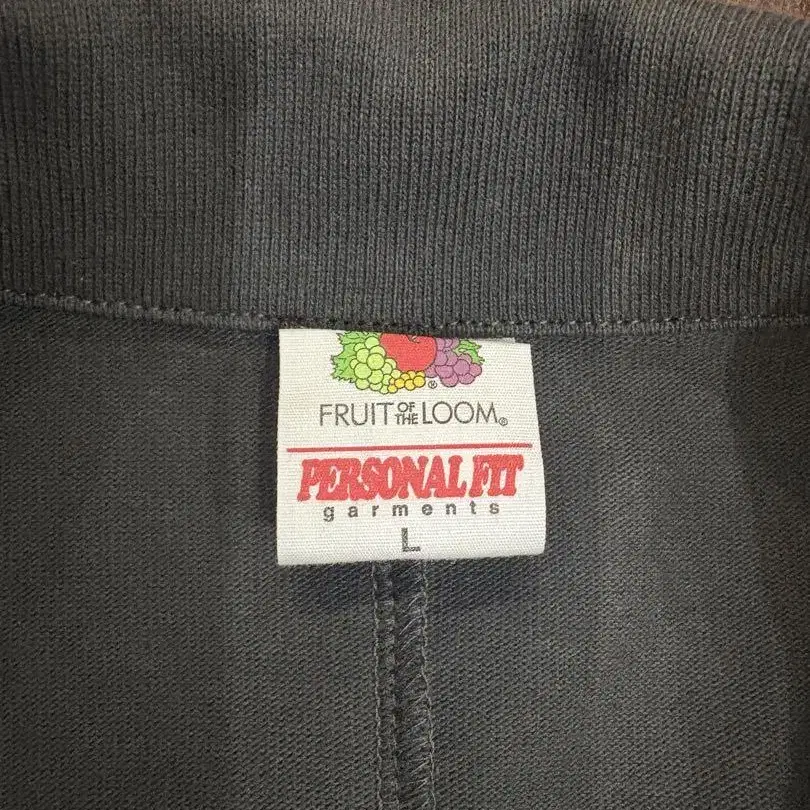 FRUIT OF THE LOOM®
PERSONAL FIT
garments
L